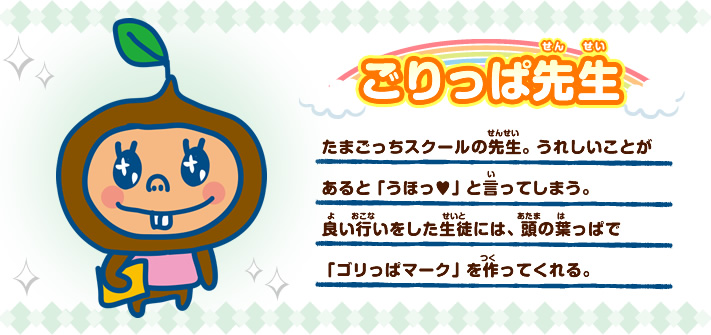 ごりっぱ先生
たまごっちスクールの先生。うれしいことが
あると「うほっ♥」と言ってしまう。
良い行いをした生徒には、頭の葉っぱで
「ゴリっぱマーク」を作ってくれる。